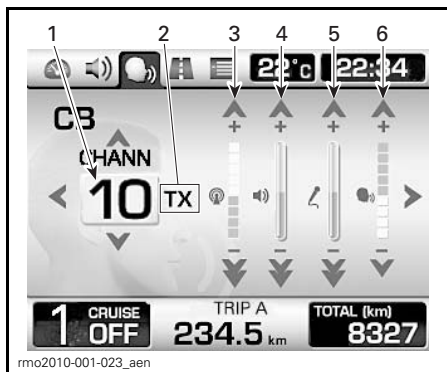 1 2 3 4 5 6
22°c 22:34
CB
CHANN
10 TX
+ + + +
- - - -
1 CRUISE OFF
TRIP A
234.5 km
TOTAL (km)
8327
rmo2010-001-023_aen